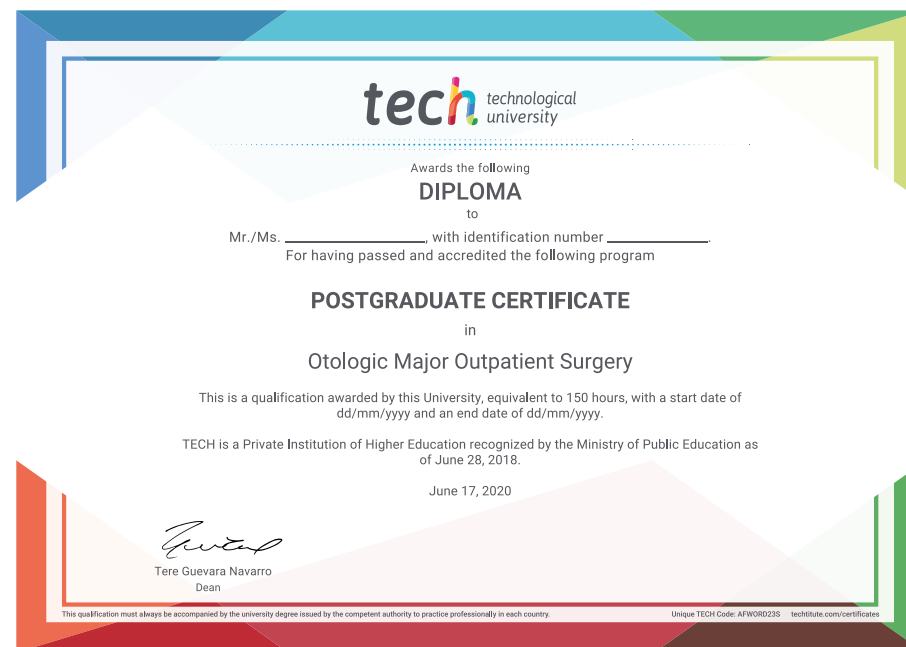 tech technological
university
Awards the following
DIPLOMA
to
Mr./Ms. ____________________, with identification number ______________.
For having passed and accredited the following program
POSTGRADUATE CERTIFICATE
in
Otologic Major Outpatient Surgery
This is a qualification awarded by this University, equivalent to 150 hours, with a start date of
dd/mm/yyyy and an end date of dd/mm/yyyy.
TECH is a Private Institution of Higher Education recognized by the Ministry of Public Education as
of June 28, 2018.
June 17, 2020
Tere Guevara Navarro
Dean
This qualification must always be accompanied by the university degree issued by the competent authority to practice professionally in each country. Unique TECH Code: AFWORD23S techtitute.com/certificates